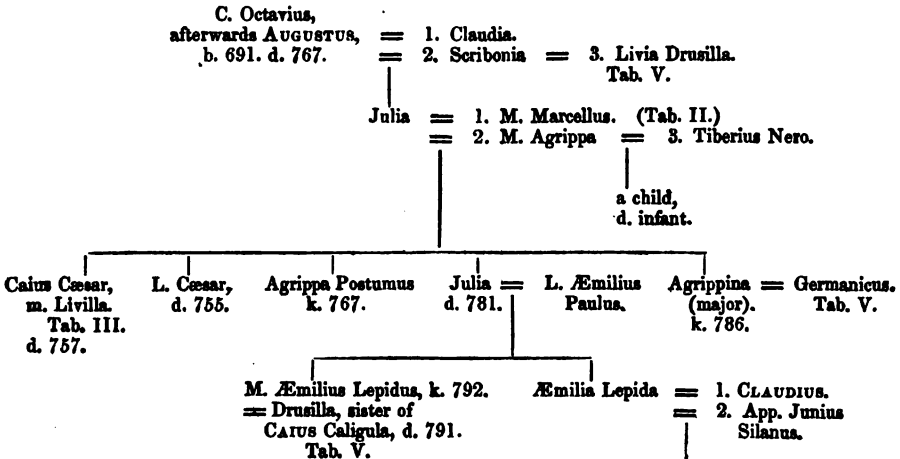 C. Octavius,
afterwards AUGUSTUS, = 1. Claudia.
b. 691. d. 767. = 2. Scribonia = 3. Livia Drusilla.
Tab. V.
Julia = 1. M. Marcellus. (Tab. II.)
= 2. M. Agrippa = 3. Tiberius Nero.
a child,
d. infant.
Caius Cæsar, L. Cæsar, Agrippa Postumus Julia = L. Æmilius Agrippina = Germanicus.
m. Livilla. d. 755. k. 767. d. 781. Paulus. (major). Tab. V.
Tab. III. k. 786.
d. 757.
M. Æmilius Lepidus, k. 792. Æmilia Lepida = 1. CLAUDIUS.
= Drusilla, sister of = 2. App. Junius
CAIUS Caligula, d. 791. Silanus.
Tab. V.